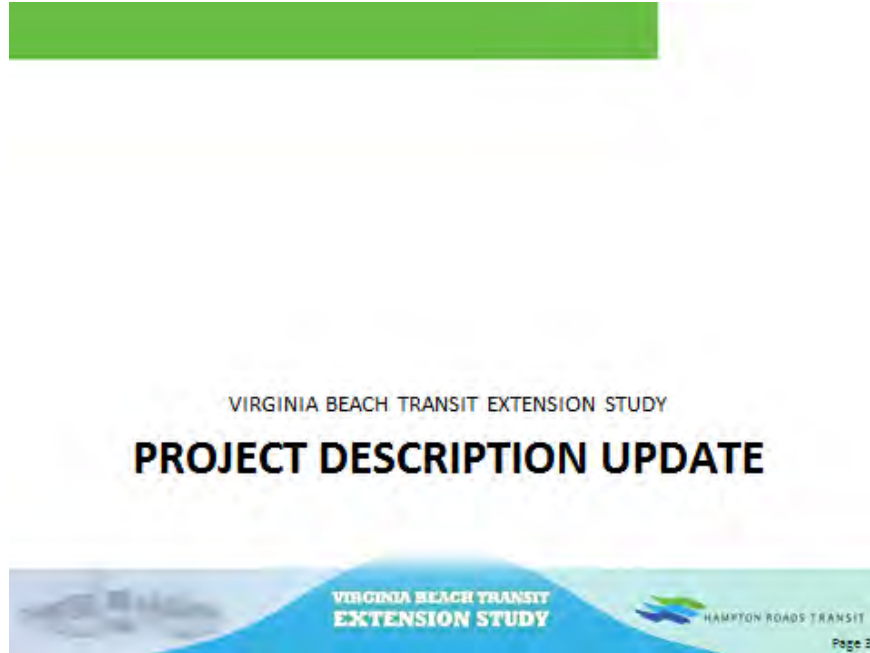 VIRGINIA BEACH TRANSIT EXTENSION STUDY
PROJECT DESCRIPTION UPDATE
VIRGINIA BEACH TRANSIT
EXTENSION STUDY
HAMPTON ROADS TRANSIT
Page 3